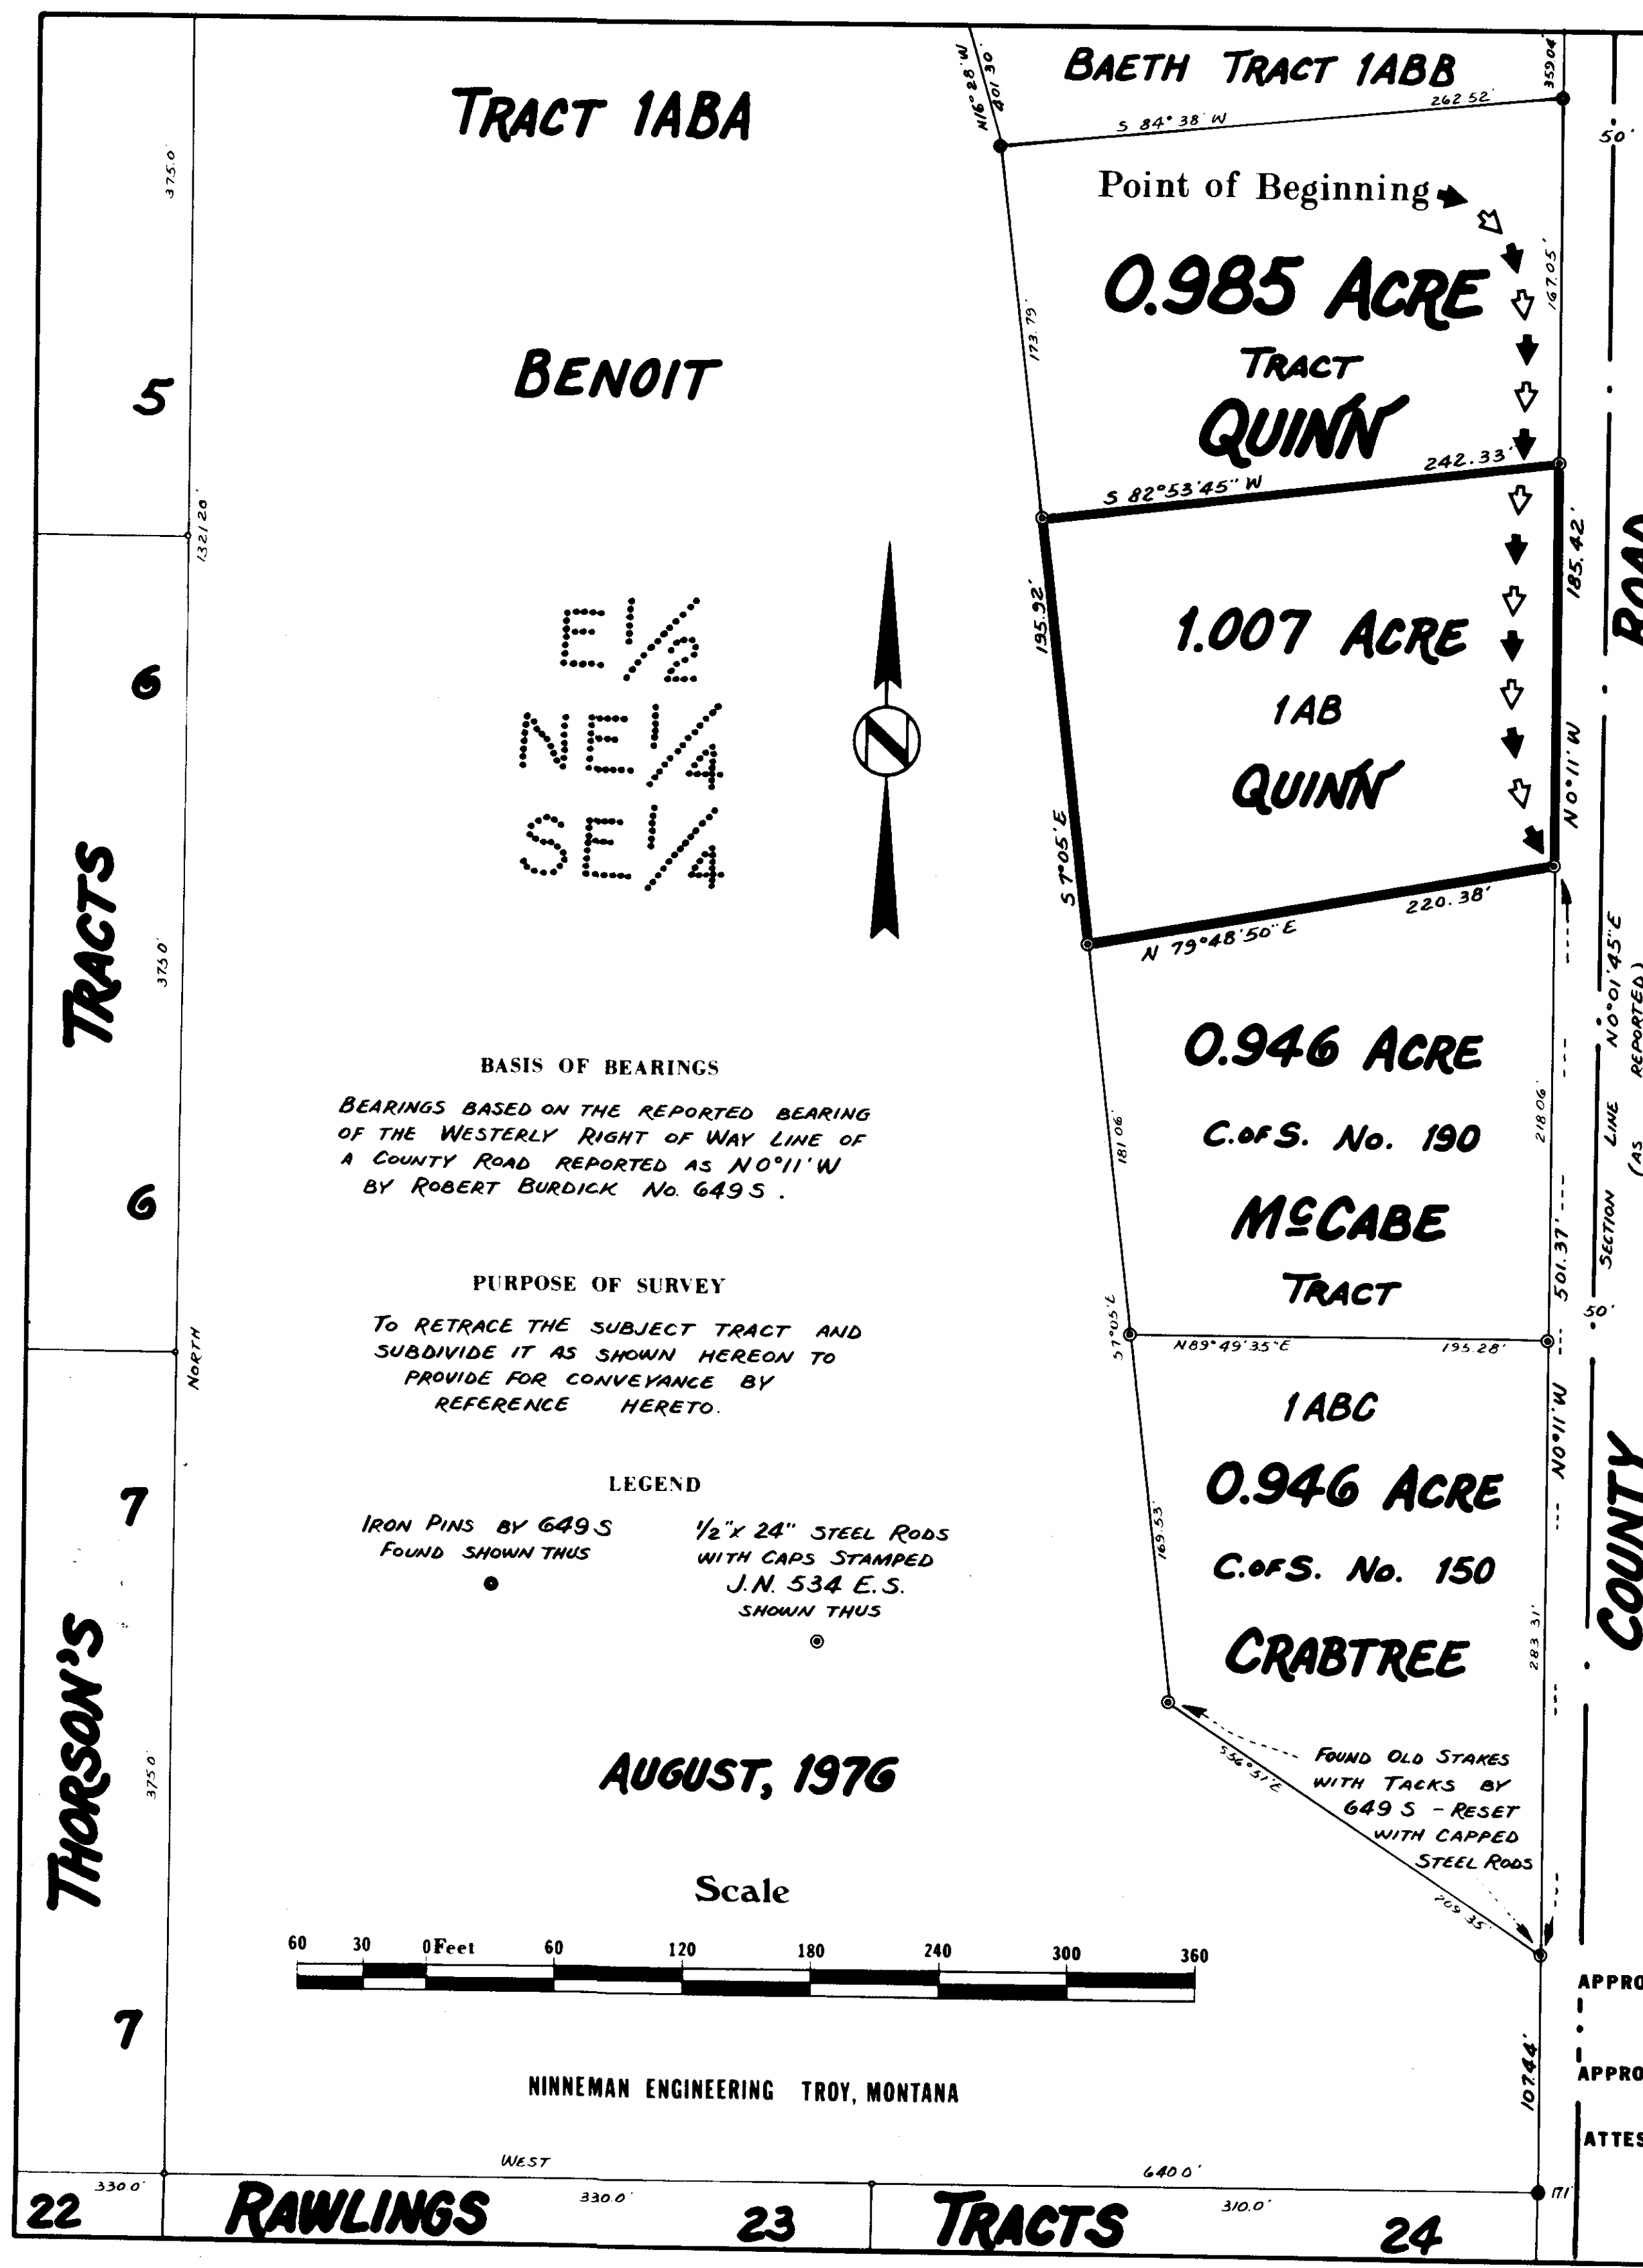 TRACT 1ABA
N16°28'W
401.30'
BAETH TRACT 1ABB
359.04'
262.52'
S 84°38' W
50'
375.0'
Point of Beginning
0.985 ACRE
TRACT
QUINN
173.79'
167.05'
BENOIT
5
242.33'
S 82°53'45" W
1321.20'
ROAD
E 1/2
NE 1/4
SE 1/4
N
195.92'
185.42'
1.007 ACRE
1AB
QUINN
6
S 7°05' E
N 0°11' W
220.38'
N 79°48'50" E
TRACTS
375.0'
SECTION LINE N0°01'45"E
(AS REPORTED)
BASIS OF BEARINGS
BEARINGS BASED ON THE REPORTED BEARING
OF THE WESTERLY RIGHT OF WAY LINE OF
A COUNTY ROAD REPORTED AS N 0°11' W
BY ROBERT BURDICK No. 649 S.
0.946 ACRE
C. OF S. No. 190
McCABE
TRACT
181.06'
218.06'
501.37'
6
PURPOSE OF SURVEY
TO RETRACE THE SUBJECT TRACT AND
SUBDIVIDE IT AS SHOWN HEREON TO
PROVIDE FOR CONVEYANCE BY
REFERENCE HERETO.
NORTH
S 7°05' E
N89°49'35"E
195.28'
50'
1ABC
0.946 ACRE
C. OF S. No. 150
CRABTREE
N0°11'W
COUNTY
7
LEGEND
IRON PINS BY 649 S
FOUND SHOWN THUS
1/2" x 24" STEEL RODS
WITH CAPS STAMPED
J.N. 534 E.S.
SHOWN THUS
169.53'
283.31'
THORSON'S
375.0'
AUGUST, 1976
S56°51'E
FOUND OLD STAKES
WITH TACKS BY
649 S - RESET
WITH CAPPED
STEEL RODS
209.35'
Scale
60 30 0 Feet 60 120 180 240 300 360
7
NINNEMAN ENGINEERING TROY, MONTANA
107.44'
APPRO
APPRO
ATTES
WEST
640.0'
330.0'
330.0'
310.0'
171
22 RAWLINGS 23 TRACTS 24